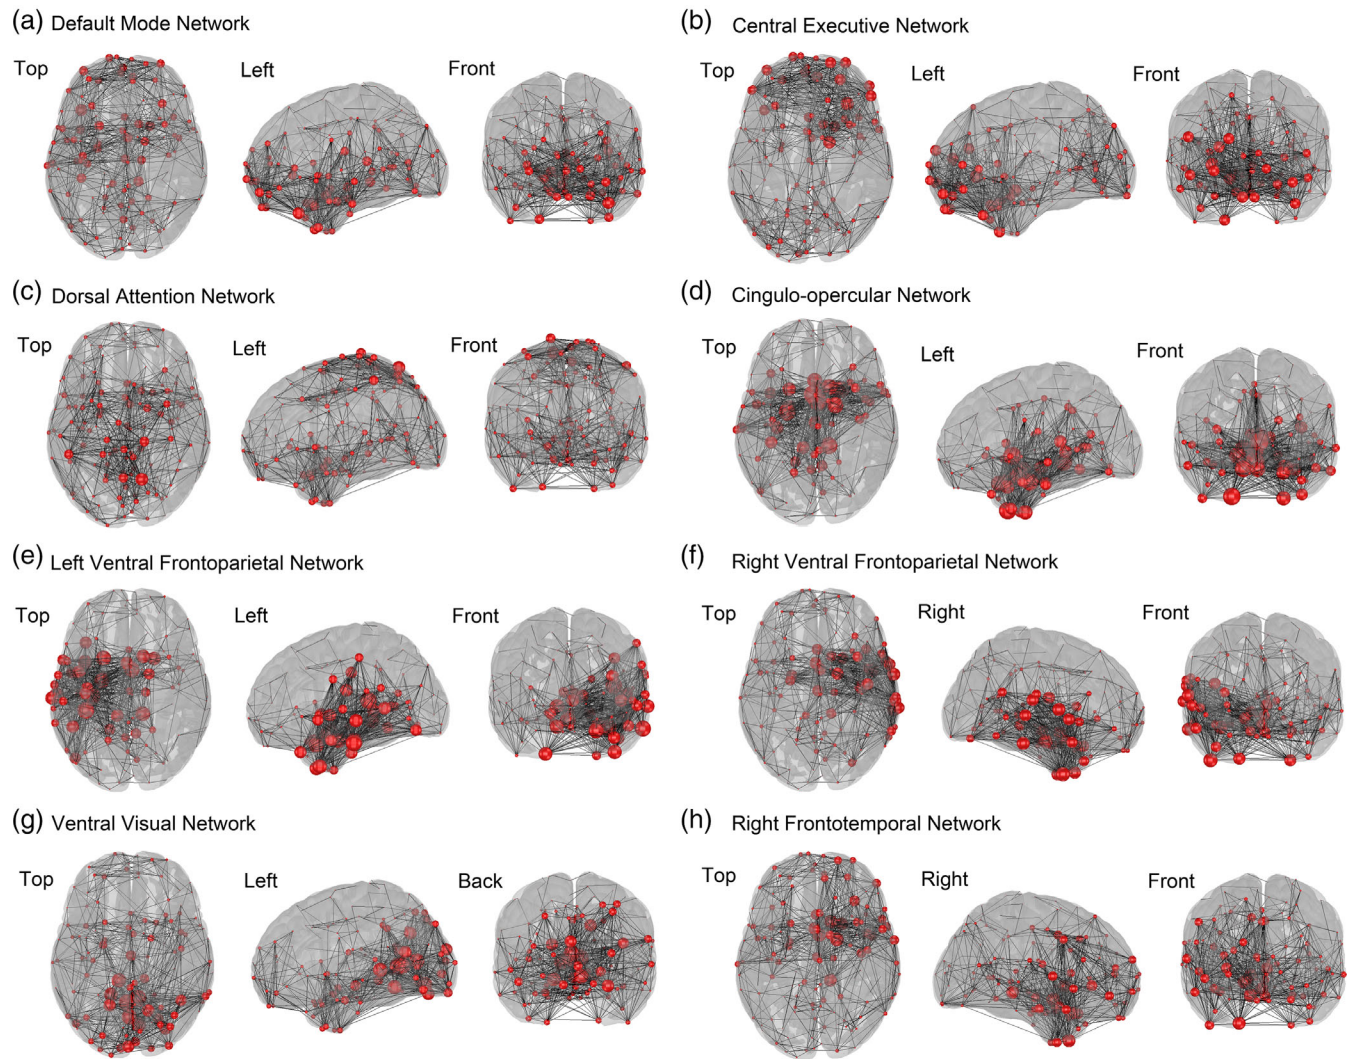 (a) Default Mode Network
Top
Left
Front
(b) Central Executive Network
Top
Left
Front
(c) Dorsal Attention Network
Top
Left
Front
(d) Cingulo-opercular Network
Top
Left
Front
(e) Left Ventral Frontoparietal Network
Top
Left
Front
(f) Right Ventral Frontoparietal Network
Top
Right
Front
(g) Ventral Visual Network
Top
Left
Back
(h) Right Frontotemporal Network
Top
Right
Front